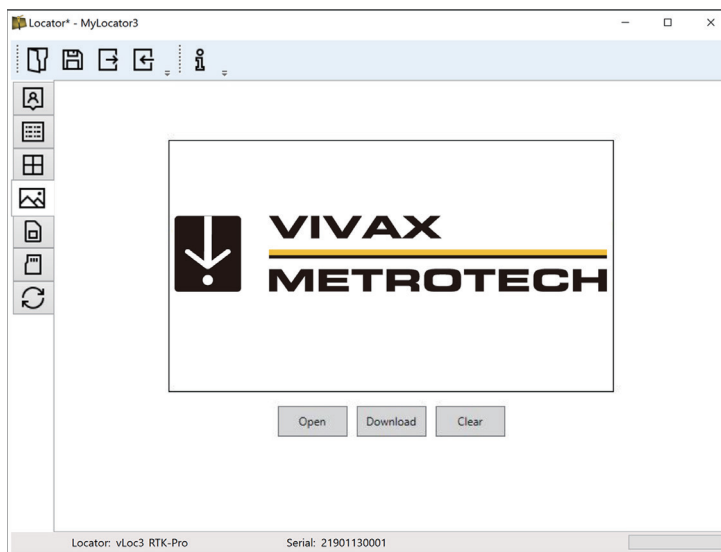 Locator* - MyLocator3
VIVAX
METROTECH
Open Download Clear
Locator: vLoc3 RTK-Pro Serial: 21901130001